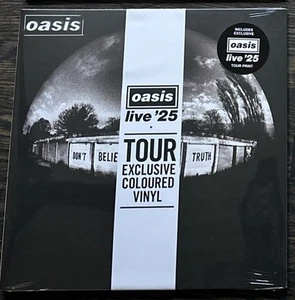 oasis
INCLUDES
EXCLUSIVE
oasis
live '25
TOUR PRINT
oasis
live '25
TOUR
EXCLUSIVE
COLOURED
VINYL
DON'T BELIE TRUTH